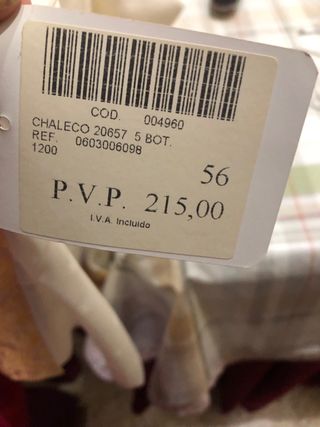 COD. 004960
CHALECO 20657 5 BOT.
REF. 0603006098
1200
56
P.V.P. 215,00
I.V.A. Incluido